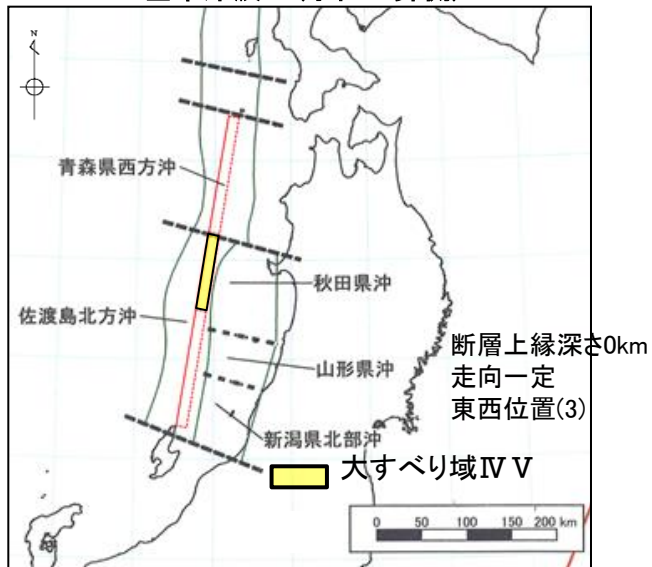 N
青森県西方沖
秋田県沖
佐渡島北方沖
山形県沖
新潟県北部沖
断層上縁深さ0km
走向一定
東西位置(3)
大すべり域Ⅳ Ⅴ
0 50 100 150 200 km